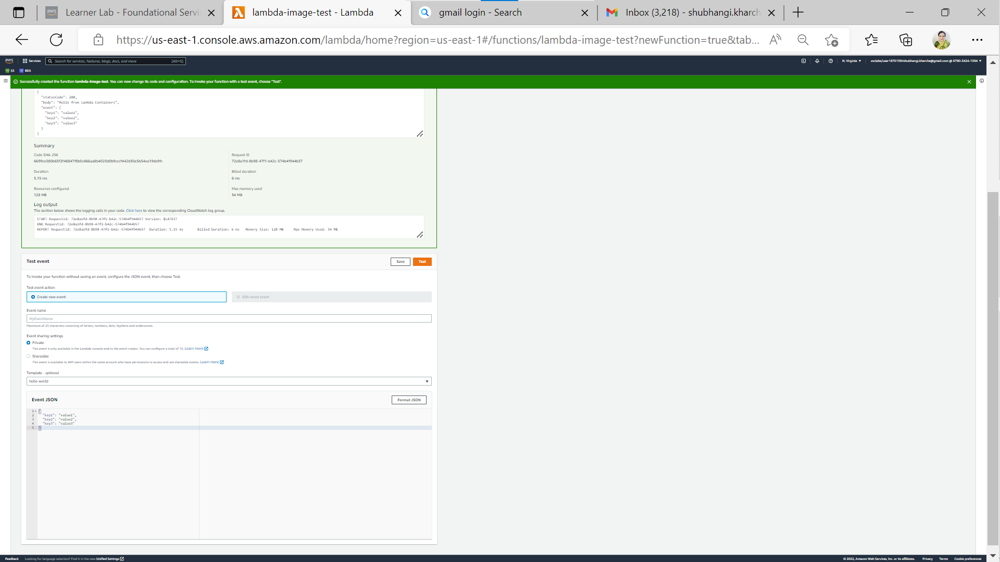 Learner Lab - Foundational Servi
lambda-image-test - Lambda
gmail login - Search
Inbox (3,218) - shubhangi.kharch
https://us-east-1.console.aws.amazon.com/lambda/home?region=us-east-1#/functions/lambda-image-test?newFunction=true&tab...
aws
Services
Search for services, features, blogs, docs, and more
[Alt+S]
N. Virginia
voclabs/user1870159=shubhangi.kharche@gmail.com @ 6790-3424-1394
S3
RDS
Successfully created the function lambda-image-test. You can now change its code and configuration. To invoke your function with a test event, choose "Test".
{
"statusCode": 200,
"body": "Hello from Lambda Containers",
"event": {
"key1": "value1",
"key2": "value2",
"key3": "value3"
}
}
Summary
Code SHA-256
6699ce580b65f2f48847f8b0c866aa8b4020d0b9cccf442b30e5b54ea19de9fc
Request ID
72e8a1fd-8b98-47f1-b42c-574b4f944b57
Duration
5.15 ms
Billed duration
6 ms
Resources configured
128 MB
Max memory used
34 MB
Log output
The section below shows the logging calls in your code. Click here to view the corresponding CloudWatch log group.
START RequestId: 72e8a1fd-8b98-47f1-b42c-574b4f944b57 Version: $LATEST
END RequestId: 72e8a1fd-8b98-47f1-b42c-574b4f944b57
REPORT RequestId: 72e8a1fd-8b98-47f1-b42c-574b4f944b57 Duration: 5.15 ms Billed Duration: 6 ms Memory Size: 128 MB Max Memory Used: 34 MB
Test event
Save
Test
To invoke your function without saving an event, configure the JSON event, then choose Test.
Test event action
Create new event
Edit saved event
Event name
MyEventName
Maximum of 25 characters consisting of letters, numbers, dots, hyphens and underscores.
Event sharing settings
Private
This event is only available in the Lambda console and to the event creator. You can configure a total of 10. Learn more
Shareable
This event is available to IAM users within the same account who have permissions to access and use shareable events. Learn more
Template - optional
hello-world
Event JSON
Format JSON
1 {
2 "key1": "value1",
3 "key2": "value2",
4 "key3": "value3"
5 }
Feedback
Looking for language selection? Find it in the new Unified Settings
© 2022, Amazon Web Services, Inc. or its affiliates.
Privacy
Terms
Cookie preferences